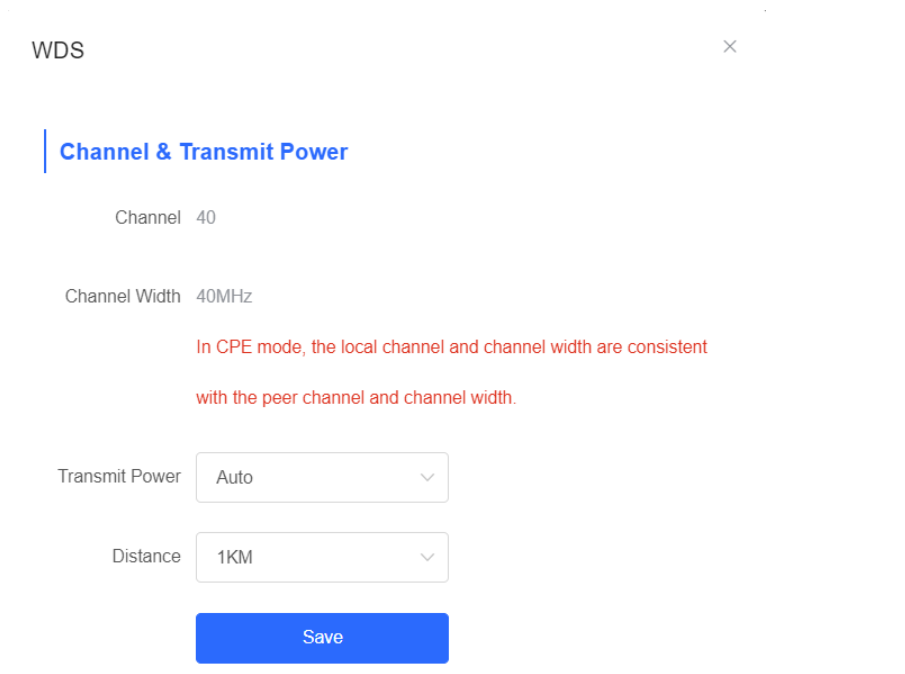 WDS
Channel & Transmit Power
Channel 40
Channel Width 40MHz
In CPE mode, the local channel and channel width are consistent
with the peer channel and channel width.
Transmit Power Auto
Distance 1KM
Save